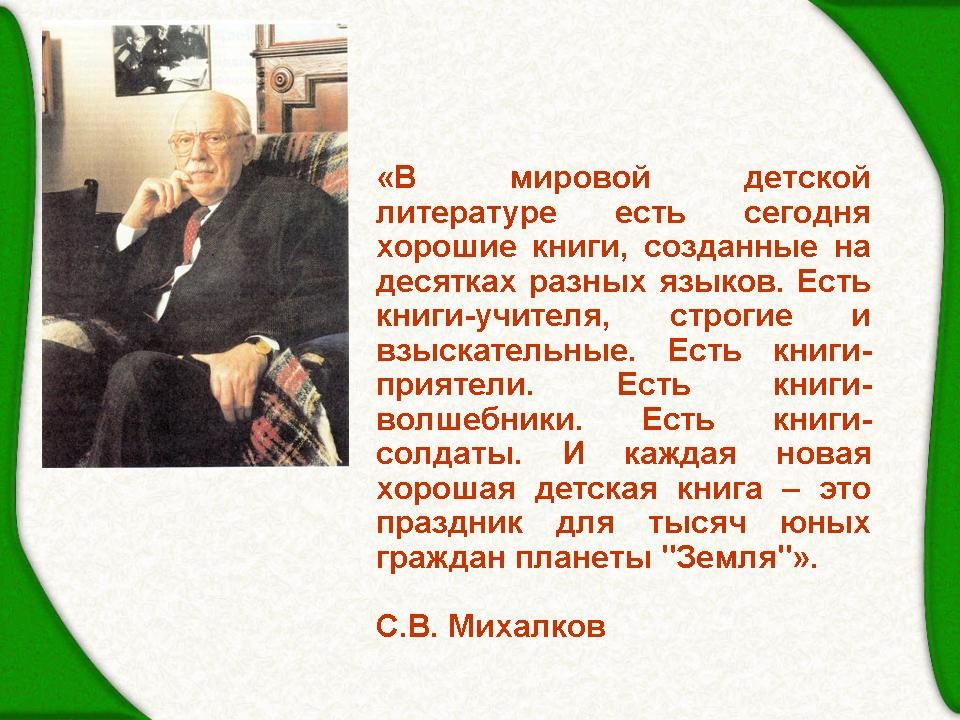 «В мировой детской
литературе есть сегодня
хорошие книги, созданные на
десятках разных языков. Есть
книги-учителя, строгие и
взыскательные. Есть книги-
приятели. Есть книги-
волшебники. Есть книги-
солдаты. И каждая новая
хорошая детская книга – это
праздник для тысяч юных
граждан планеты "Земля"».
С.В. Михалков